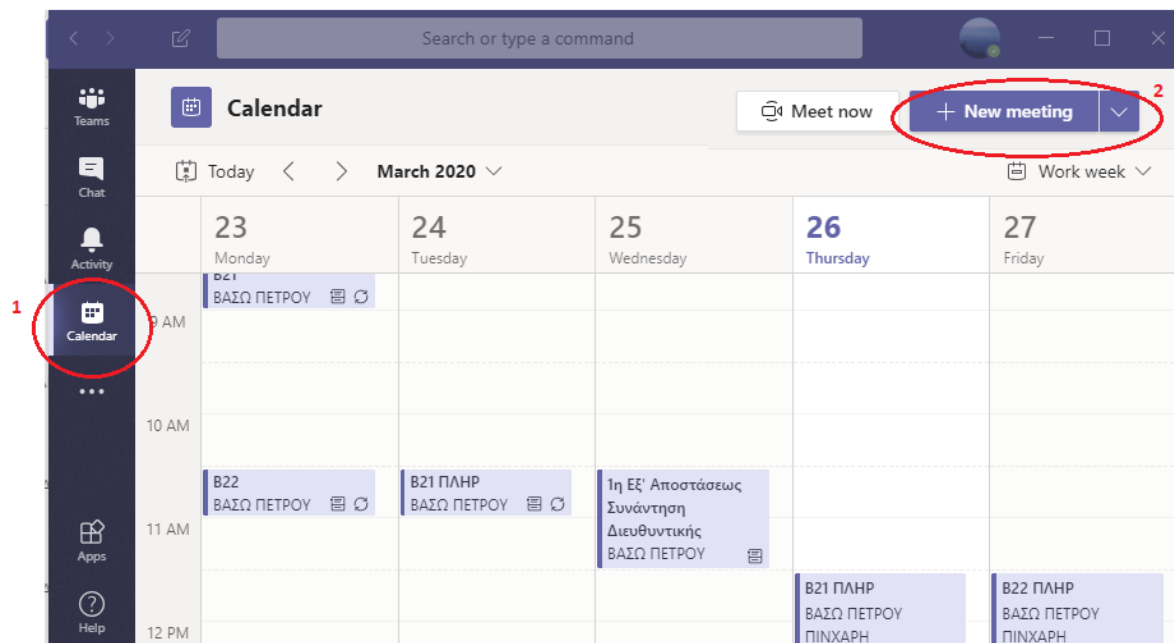 Search or type a command
Teams
Calendar
Meet now
New meeting
2
Chat
Today
March 2020
Work week
Activity
23
24
25
26
27
Monday
Tuesday
Wednesday
Thursday
Friday
1
Calendar
B21
ΒΑΣΩ ΠΕΤΡΟΥ
9 AM
10 AM
B22
ΒΑΣΩ ΠΕΤΡΟΥ
B21 ΠΛΗΡ
ΒΑΣΩ ΠΕΤΡΟΥ
1η Εξ' Αποστάσεως
Συνάντηση
Διευθυντικής
ΒΑΣΩ ΠΕΤΡΟΥ
11 AM
Apps
B21 ΠΛΗΡ
ΒΑΣΩ ΠΕΤΡΟΥ
ΠΙΝΧΑΡΗ
B22 ΠΛΗΡ
ΒΑΣΩ ΠΕΤΡΟΥ
ΠΙΝΧΑΡΗ
Help
12 PM